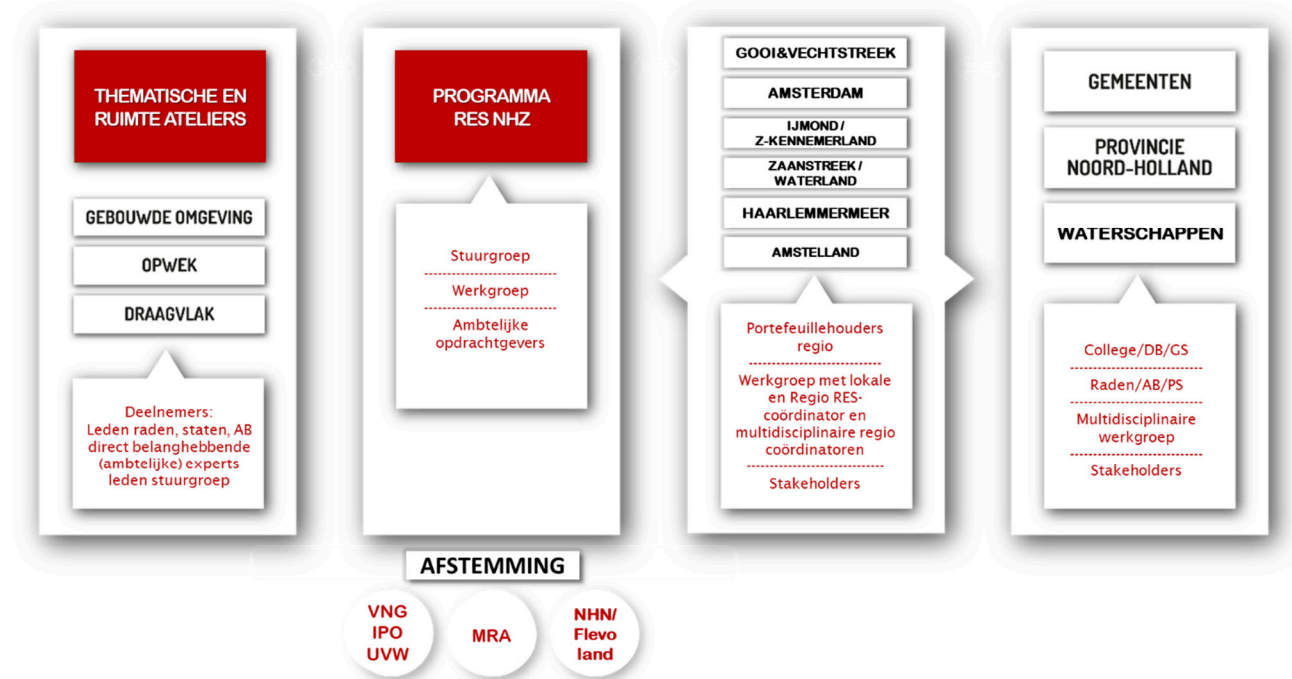 THEMATISCHE EN
RUIMTE ATELIERS
GEBOUWDE OMGEVING
OPWEK
DRAAGVLAK
Deelnemers:
Leden raden, staten, AB
direct belanghebbende
(ambtelijke) experts
leden stuurgroep
PROGRAMMA
RES NHZ
Stuurgroep
Werkgroep
Ambtelijke
opdrachtgevers
GOOI&VECHTSTREEK
AMSTERDAM
IJMOND /
Z-KENNEMERLAND
ZAANSTREEK /
WATERLAND
HAARLEMMERMEER
AMSTELLAND
Portefeuillehouders
regio
Werkgroep met lokale
en Regio RES-
coördinator en
multidisciplinaire regio
coördinatoren
Stakeholders
GEMEENTEN
PROVINCIE
NOORD-HOLLAND
WATERSCHAPPEN
College/DB/GS
Raden/AB/PS
Multidisciplinaire
werkgroep
Stakeholders
AFSTEMMING
VNG
IPO
UVW
MRA
NHN/
Flevo
land